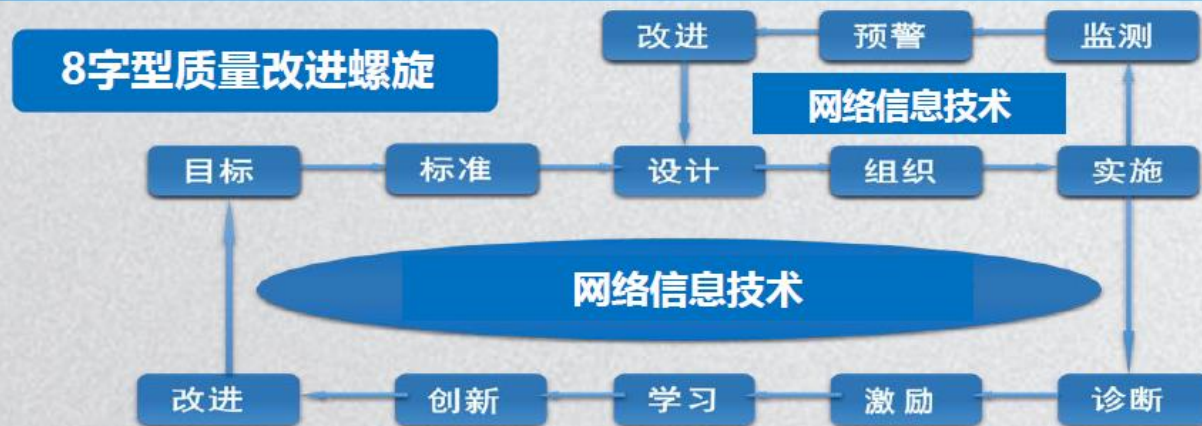 8字型质量改进螺旋
改进
预警
监测
网络信息技术
目标
标准
设计
组织
实施
网络信息技术
改进
创新
学习
激励
诊断